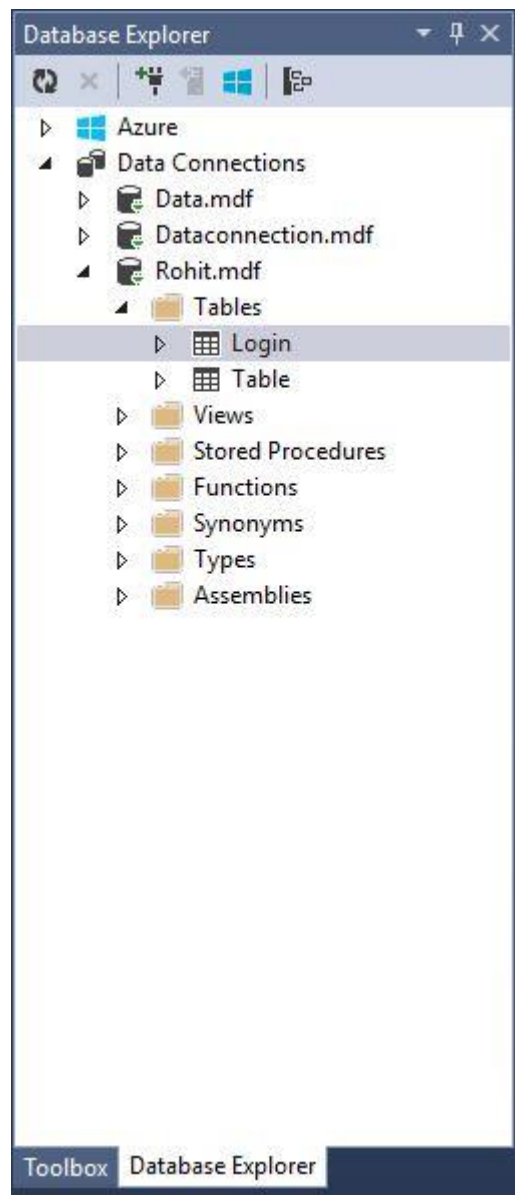 Database Explorer
Azure
Data Connections
Data.mdf
Dataconnection.mdf
Rohit.mdf
Tables
Login
Table
Views
Stored Procedures
Functions
Synonyms
Types
Assemblies
Toolbox Database Explorer